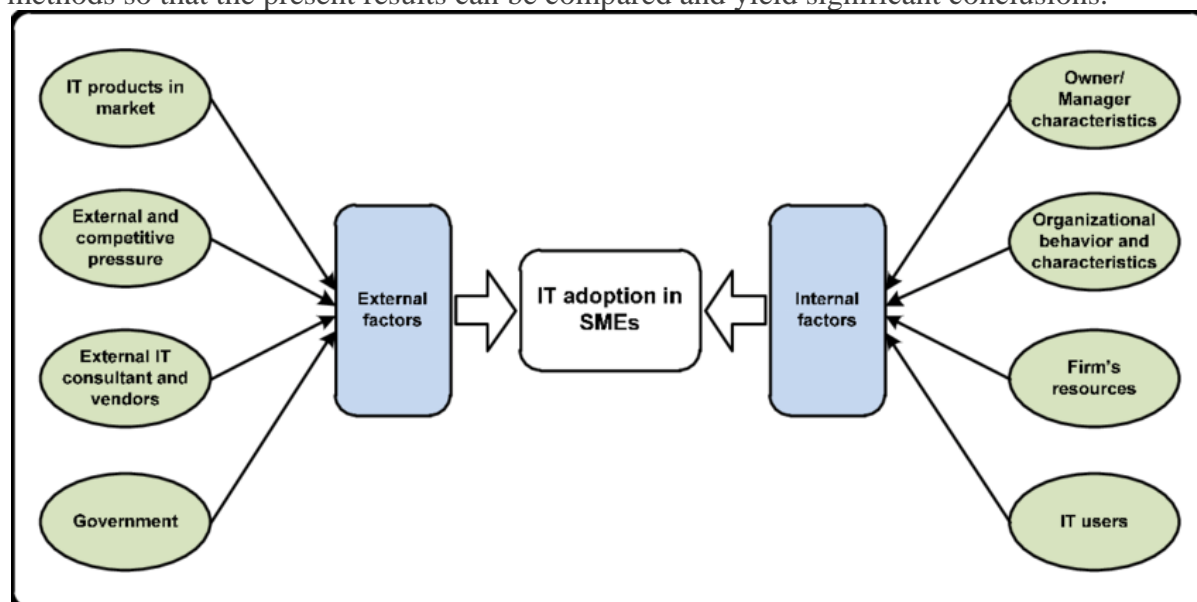 methods so that the present results can be compared and yield significant conclusions.
IT products in
market
External and
competitive
pressure
External IT
consultant and
vendors
Government
External
factors
IT adoption in
SMEs
Internal
factors
Owner/
Manager
characteristics
Organizational
behavior and
characteristics
Firm's
resources
IT users